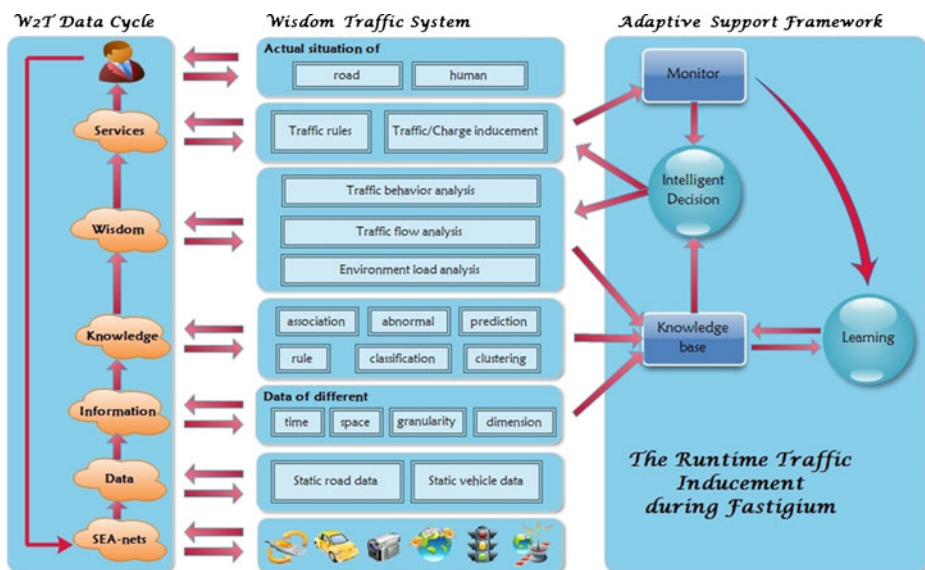 W2T Data Cycle
Wisdom Traffic System
Adaptive Support Framework
Services
Wisdom
Knowledge
Information
Data
SEA-nets
Actual situation of
road human
Traffic rules Traffic/Charge inducement
Traffic behavior analysis
Traffic flow analysis
Environment load analysis
association abnormal prediction
rule classification clustering
Data of different
time space granularity dimension
Static road data Static vehicle data
Monitor
Intelligent
Decision
Knowledge
base
Learning
The Runtime Traffic
Inducement
during Fastigium